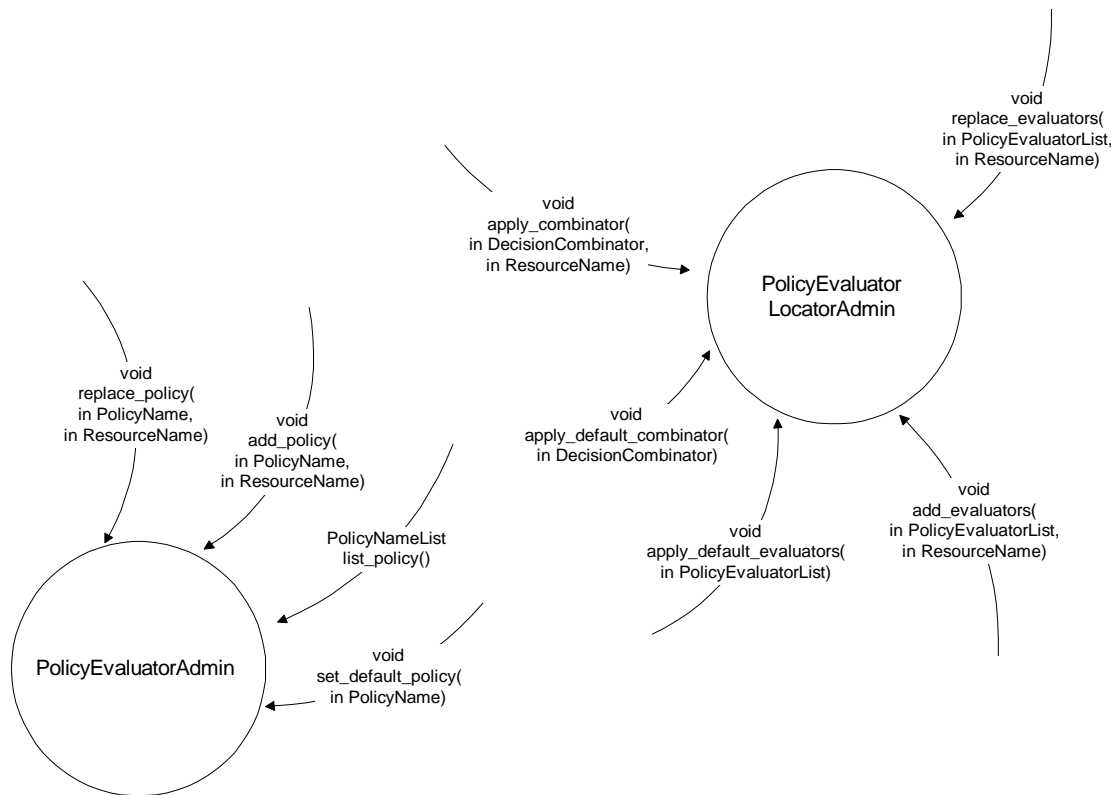 void
replace_evaluators(
in PolicyEvaluatorList,
in ResourceName)
void
apply_combinator(
in DecisionCombinator,
in ResourceName)
PolicyEvaluator
LocatorAdmin
void
replace_policy(
in PolicyName,
in ResourceName)
void
add_policy(
in PolicyName,
in ResourceName)
void
apply_default_combinator(
in DecisionCombinator)
void
add_evaluators(
in PolicyEvaluatorList,
in ResourceName)
void
apply_default_evaluators(
in PolicyEvaluatorList)
PolicyNameList
list_policy()
PolicyEvaluatorAdmin
void
set_default_policy(
in PolicyName)